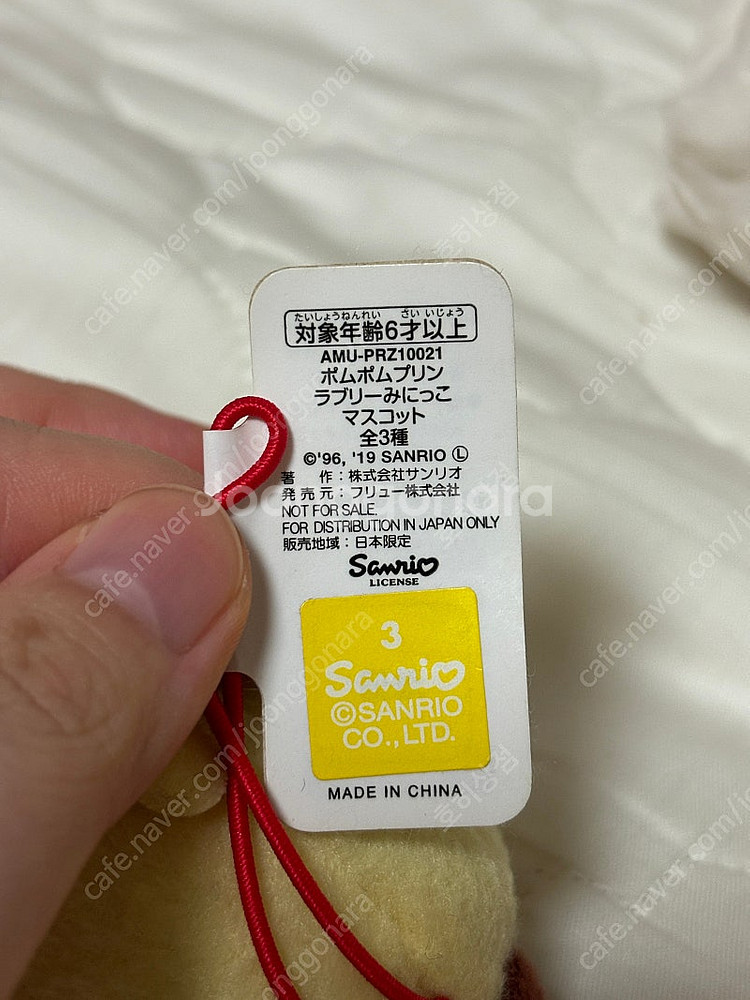 たいしょうねんれい さい いじょう
対象年齢6才以上
AMU-PRZ10021
ポムポムプリン
ラブリーみにっこ
マスコット
全3種
©'96, '19 SANRIO Ⓛ
著　作：株式会社サンリオ
発売元：フリュー株式会社
NOT FOR SALE.
FOR DISTRIBUTION IN JAPAN ONLY
販売地域：日本限定
Sanrio
LICENSE
3
Sanrio
©SANRIO
CO.,LTD.
MADE IN CHINA
joonggonara
cafe.naver.com/joonggonara